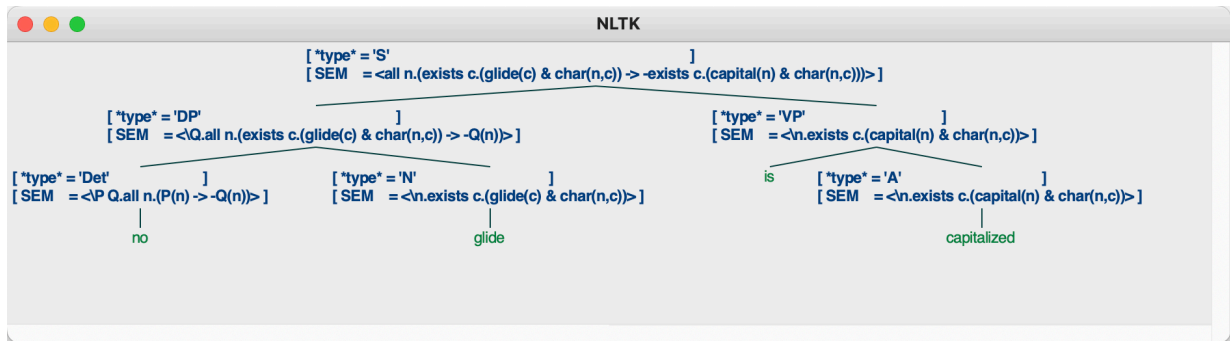 NLTK
[ *type* = 'S' ]
[ SEM = <all n.(exists c.(glide(c) & char(n,c)) -> -exists c.(capital(n) & char(n,c)))> ]
[ *type* = 'DP' ] [ *type* = 'VP' ]
[ SEM = <\Q.all n.(exists c.(glide(c) & char(n,c)) -> -Q(n))> ] [ SEM = <\n.exists c.(capital(n) & char(n,c))> ]
[ *type* = 'Det' ] [ *type* = 'N' ] is [ *type* = 'A' ]
[ SEM = <\P Q.all n.(P(n) -> -Q(n))> ] [ SEM = <\n.exists c.(glide(c) & char(n,c))> ] [ SEM = <\n.exists c.(capital(n) & char(n,c))> ]
no glide capitalized